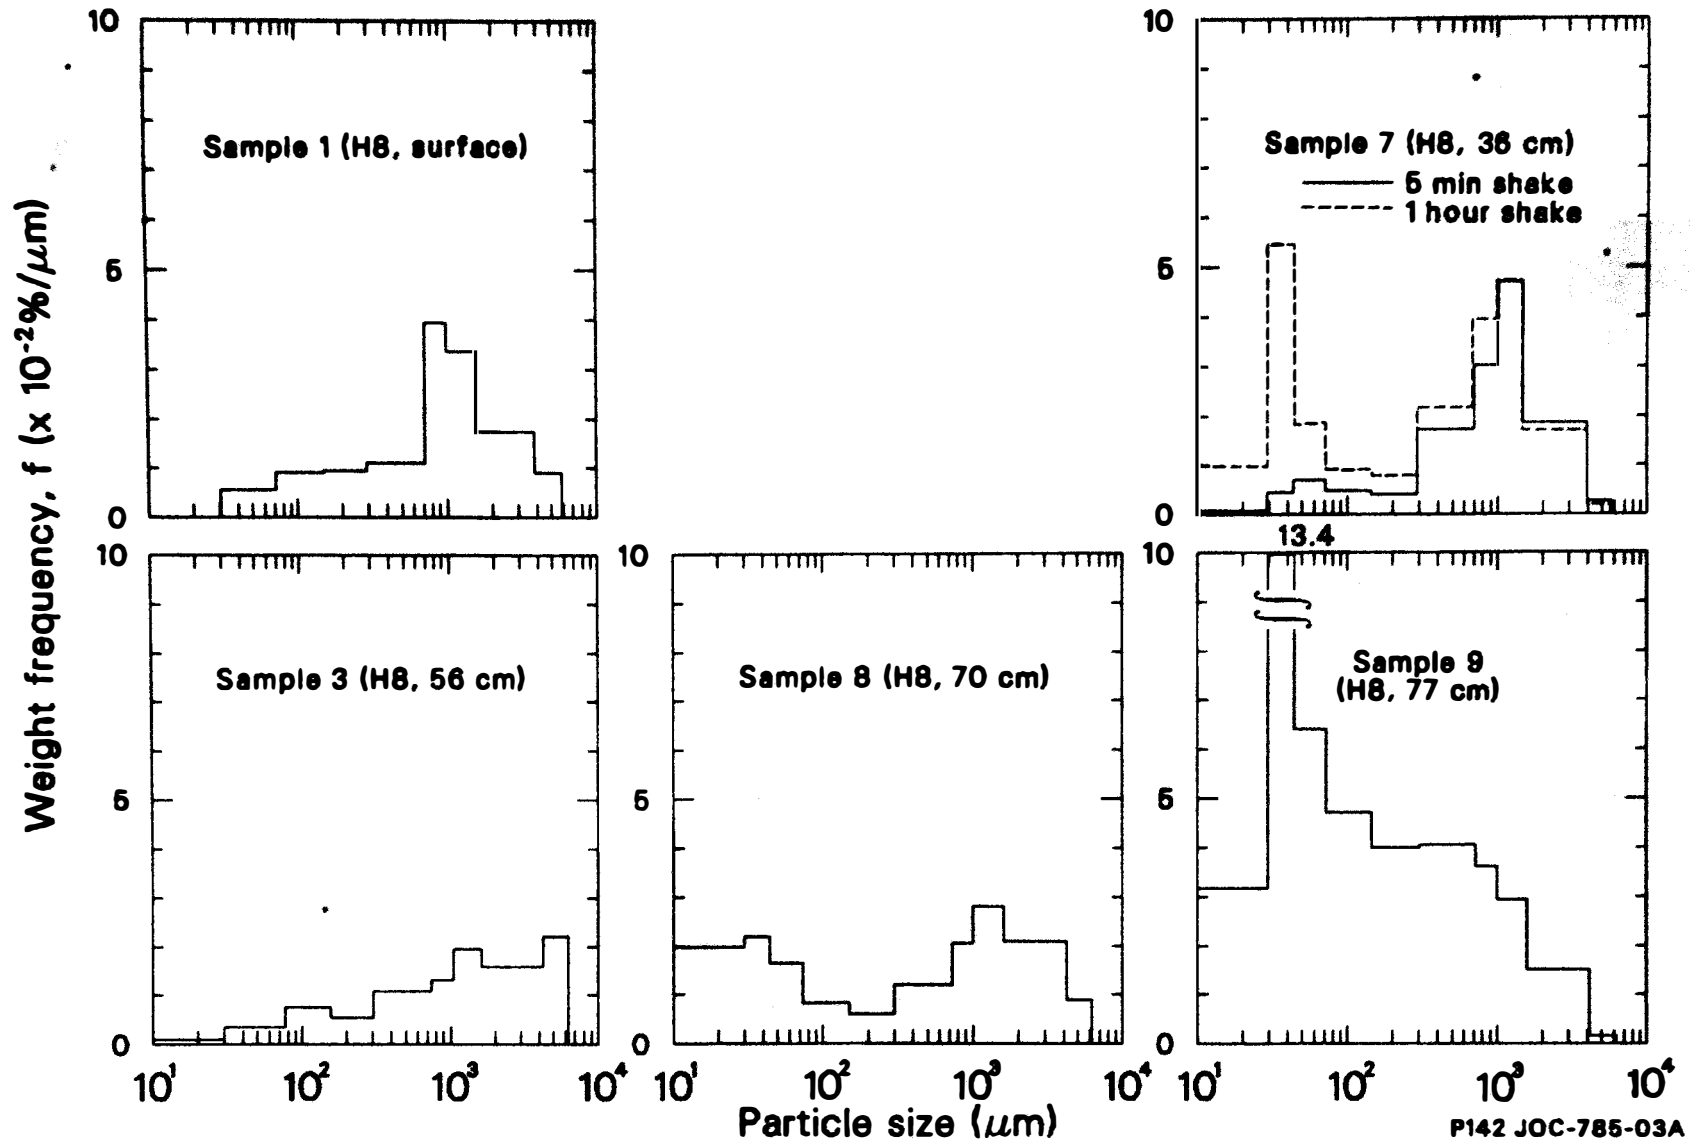 Weight frequency, f (x 10⁻²%/μm)
10
5
0
Sample 1 (H8, surface)
10
5
0
Sample 7 (H8, 36 cm)
5 min shake
1 hour shake
10
5
0
Sample 3 (H8, 56 cm)
10¹ 10² 10³ 10⁴
10
5
0
Sample 8 (H8, 70 cm)
10¹ 10² 10³ 10⁴
13.4
10
5
0
Sample 9
(H8, 77 cm)
10¹ 10² 10³ 10⁴
Particle size (μm)
P142 JOC-785-03A